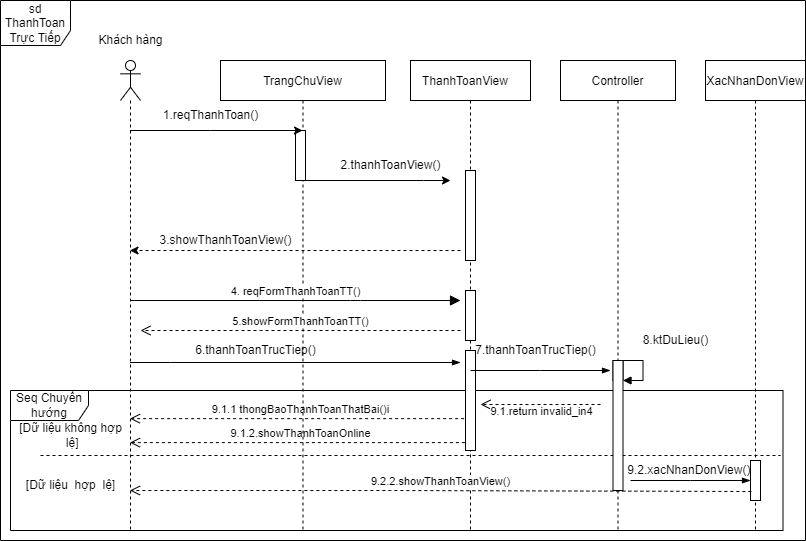 sd
ThanhToan
Trực Tiếp
Khách hàng
TrangChuView
ThanhToanView
Controller
XacNhanDonView
1.reqThanhToan()
2.thanhToanView()
3.showThanhToanView()
4. reqFormThanhToanTT()
5.showFormThanhToanTT()
6.thanhToanTrucTiep()
7.thanhToanTrucTiep()
8.ktDuLieu()
Seq Chuyển
hướng
9.1.return invalid_in4
9.1.1 thongBaoThanhToanThatBai()i
[Dữ liệu không hợp
lệ]
9.1.2.showThanhToanOnline
9.2.xacNhanDonView()
[Dữ liệu hợp lệ]
9.2.2.showThanhToanView()